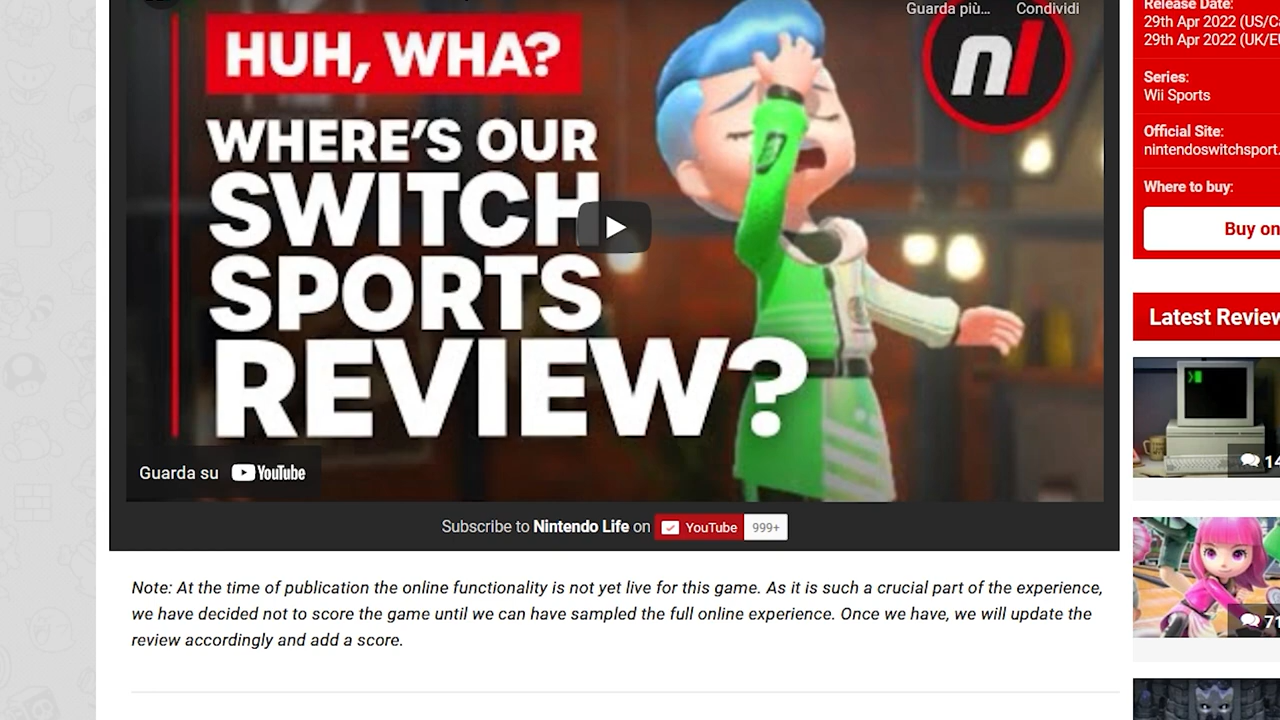 Guarda più... Condividi
HUH, WHA?
nl
WHERE'S OUR
SWITCH
SPORTS
REVIEW?
Guarda su YouTube
Subscribe to Nintendo Life on YouTube 999+
Note: At the time of publication the online functionality is not yet live for this game. As it is such a crucial part of the experience,
we have decided not to score the game until we can have sampled the full online experience. Once we have, we will update the
review accordingly and add a score.
Release Date:
29th Apr 2022 (US/Ca
29th Apr 2022 (UK/EU
Series:
Wii Sports
Official Site:
nintendoswitchsport.
Where to buy:
Buy on
Latest Review
14
71